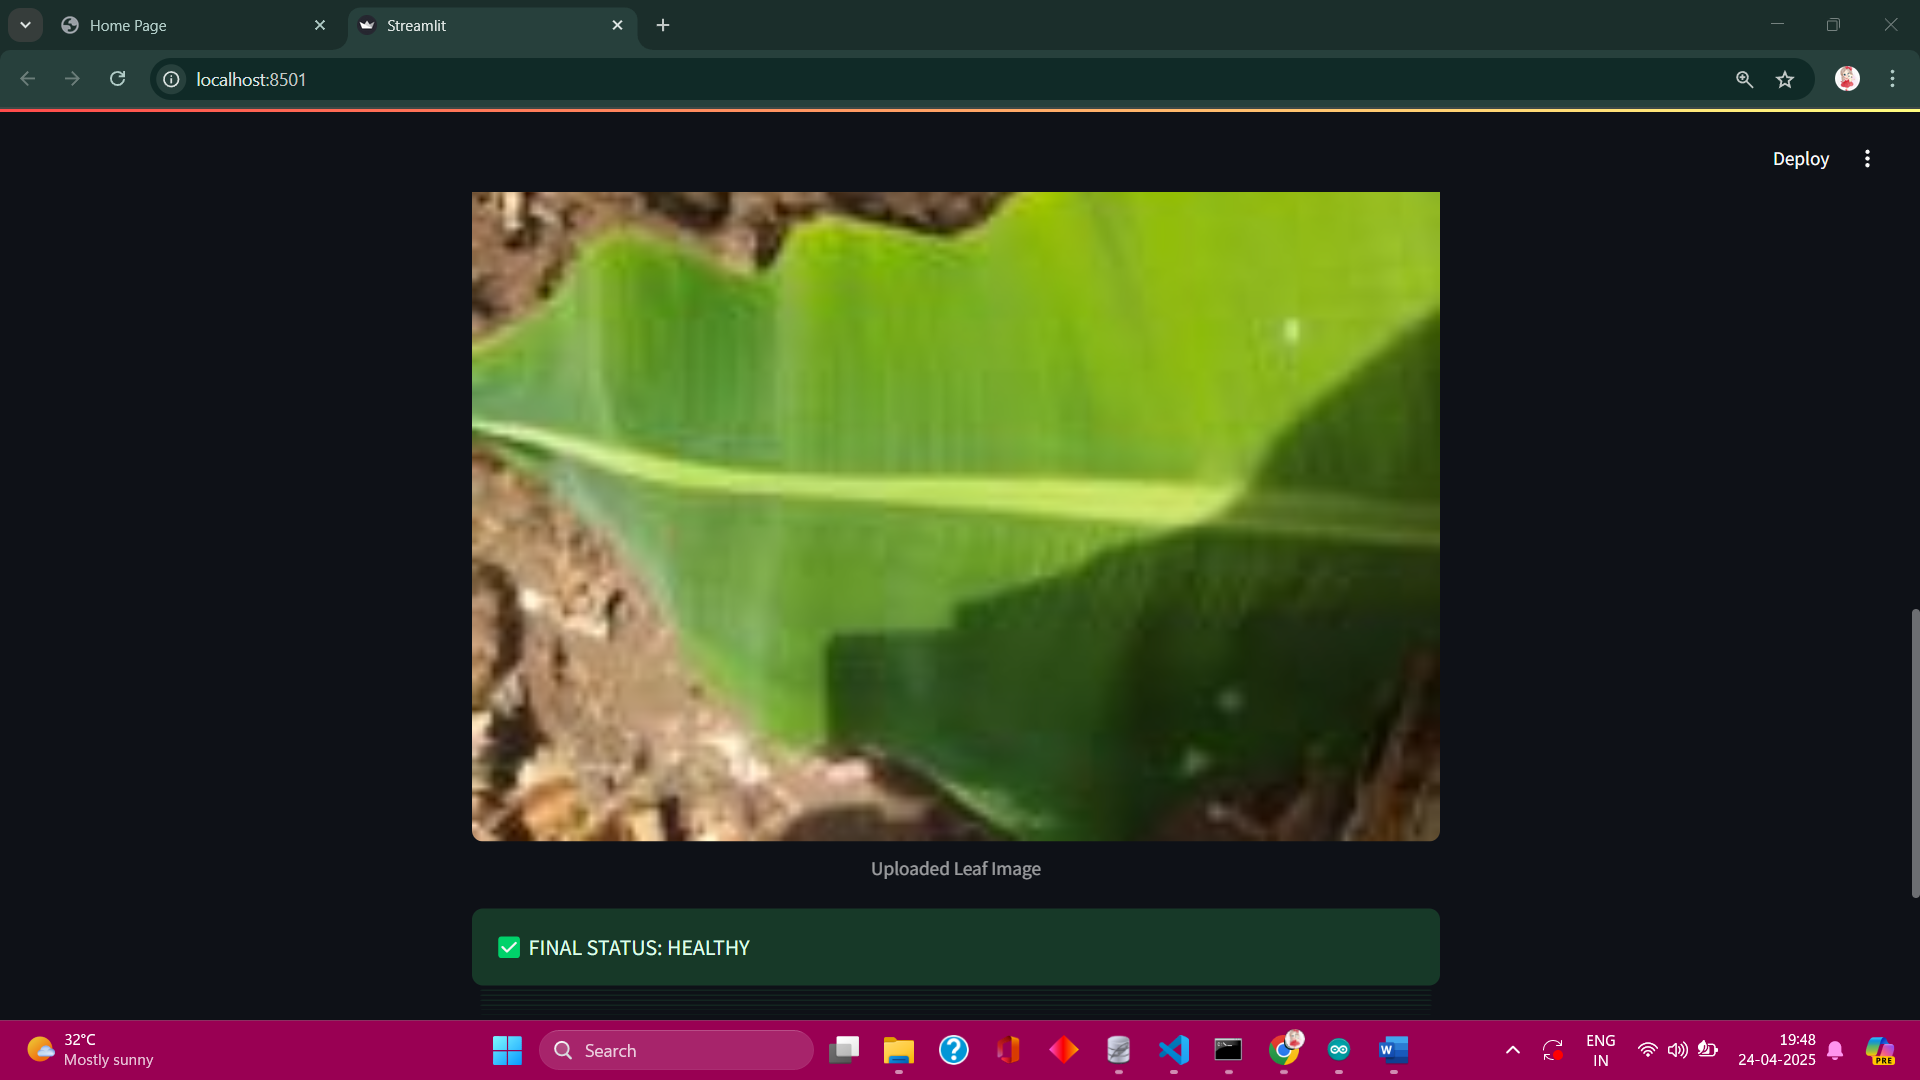 Home Page
Streamlit
localhost:8501
Deploy
Uploaded Leaf Image
FINAL STATUS: HEALTHY
32°C
Mostly sunny
Search
W
ENG
IN
19:48
24-04-2025
PRE